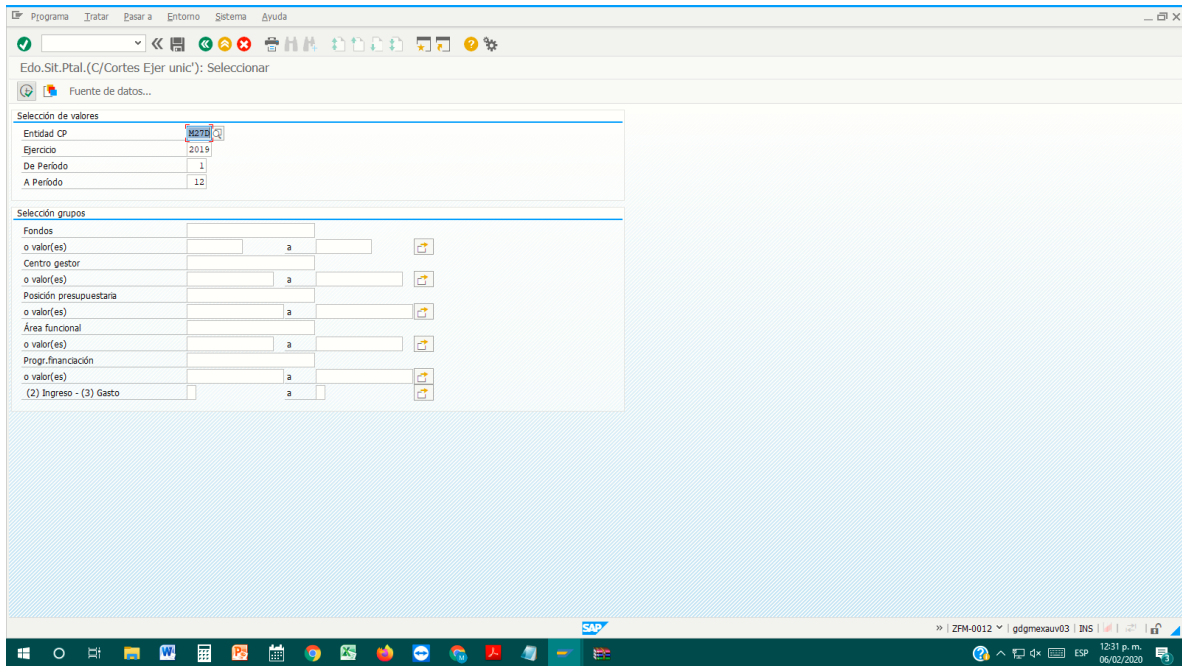 Programa Tratar Pasar a Entorno Sistema Ayuda
Edo.Sit.Ptal.(C/Cortes Ejer unic'): Seleccionar
Fuente de datos...
Selección de valores
Entidad CP M27D
Ejercicio 2019
De Período 1
A Período 12
Selección grupos
Fondos
o valor(es) a
Centro gestor
o valor(es) a
Posición presupuestaria
o valor(es) a
Área funcional
o valor(es) a
Progr.financiación
o valor(es) a
(2) Ingreso - (3) Gasto a
SAP
» ZFM-0012 gdgmexauv03 INS
ESP
12:31 p. m.
06/02/2020
3